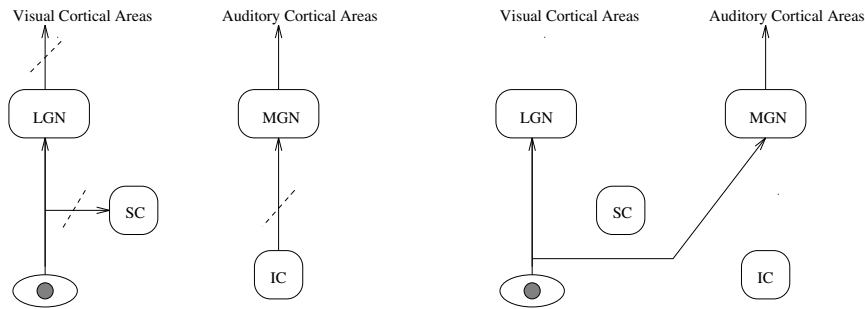 Visual Cortical Areas
Auditory Cortical Areas
LGN
MGN
SC
IC
Visual Cortical Areas
Auditory Cortical Areas
LGN
MGN
SC
IC